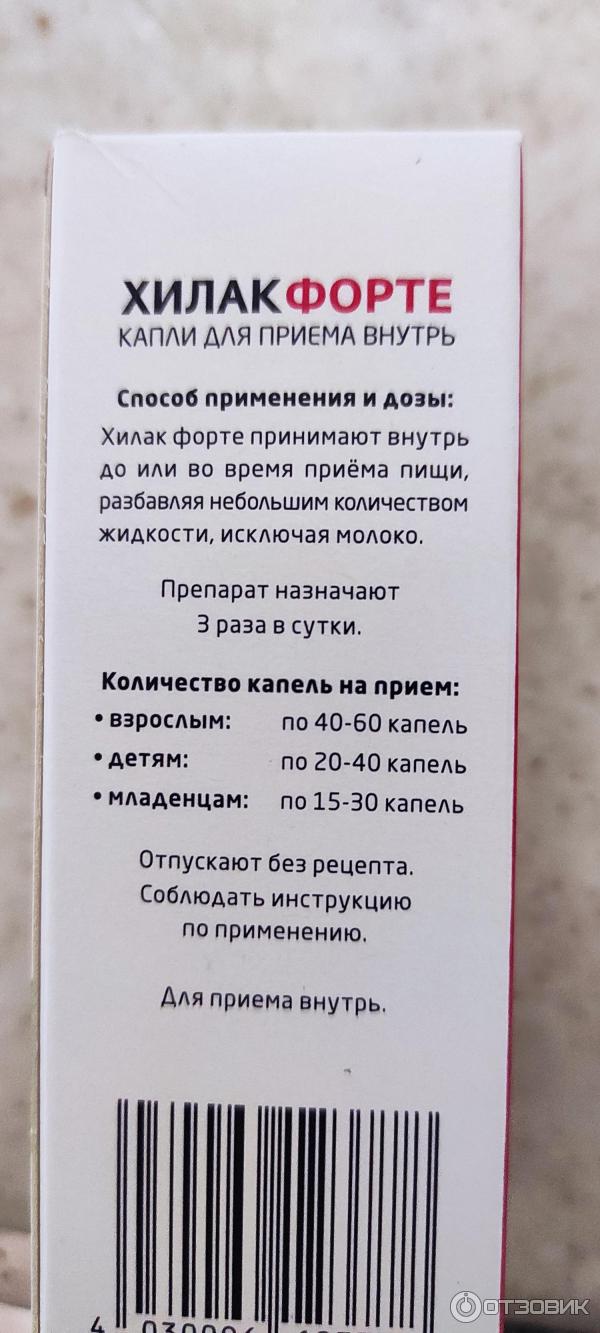 ХИЛАК ФОРТЕ
КАПЛИ ДЛЯ ПРИЕМА ВНУТРЬ
Способ применения и дозы:
Хилак форте принимают внутрь
до или во время приёма пищи,
разбавляя небольшим количеством
жидкости, исключая молоко.
Препарат назначают
3 раза в сутки.
Количество капель на прием:
• взрослым: по 40-60 капель
• детям: по 20-40 капель
• младенцам: по 15-30 капель
Отпускают без рецепта.
Соблюдать инструкцию
по применению.
Для приема внутрь.
ОТЗОВИК